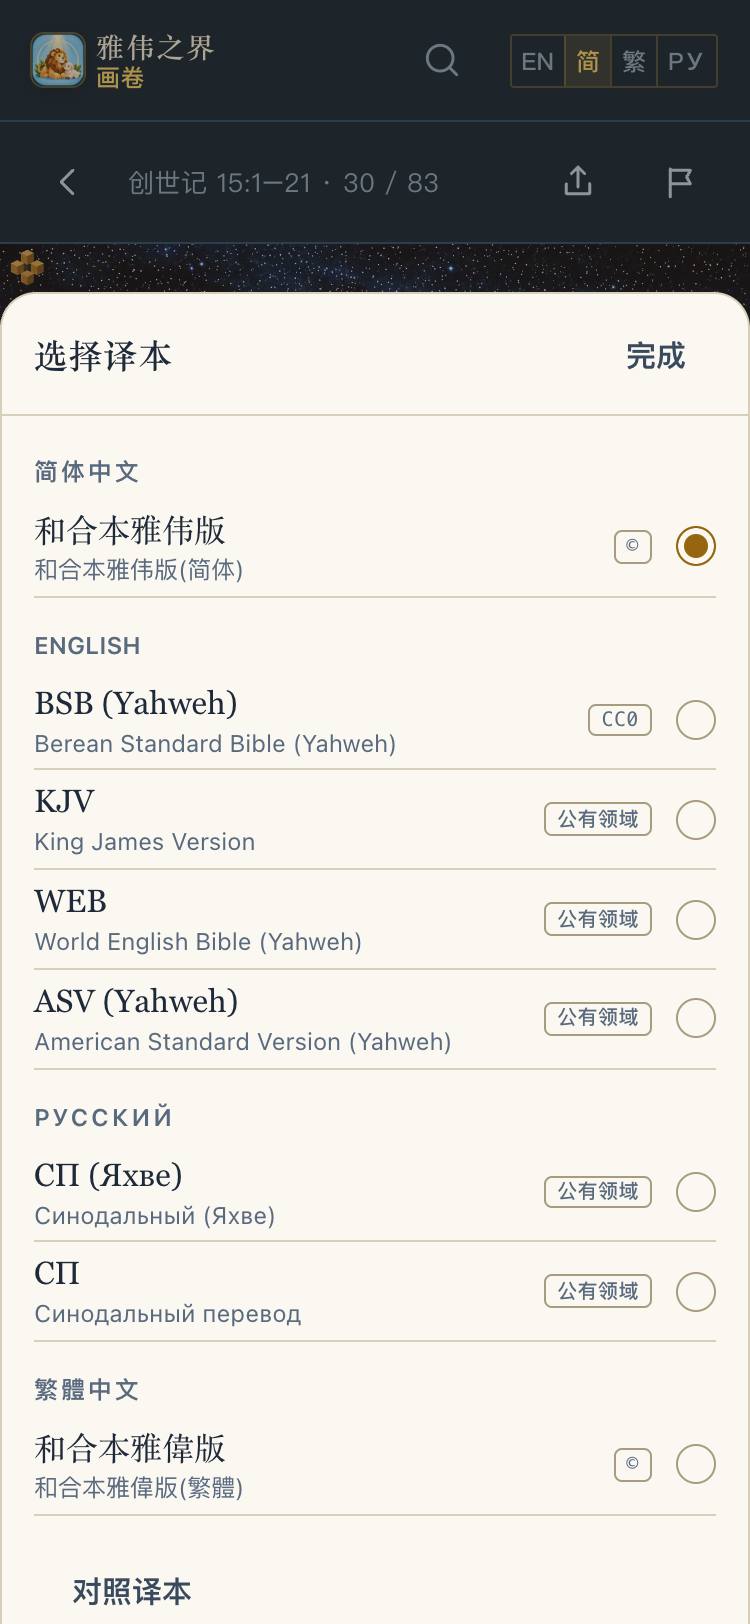 雅伟之界
画卷
EN 简 繁 РУ
创世记 15:1—21 · 30 / 83
选择译本 完成
简体中文
和合本雅伟版
和合本雅伟版(简体) ©
ENGLISH
BSB (Yahweh)
Berean Standard Bible (Yahweh) CC0
KJV
King James Version 公有领域
WEB
World English Bible (Yahweh) 公有领域
ASV (Yahweh)
American Standard Version (Yahweh) 公有领域
РУССКИЙ
СП (Яхве)
Синодальный (Яхве) 公有领域
СП
Синодальный перевод 公有领域
繁體中文
和合本雅偉版
和合本雅偉版(繁體) ©
对照译本